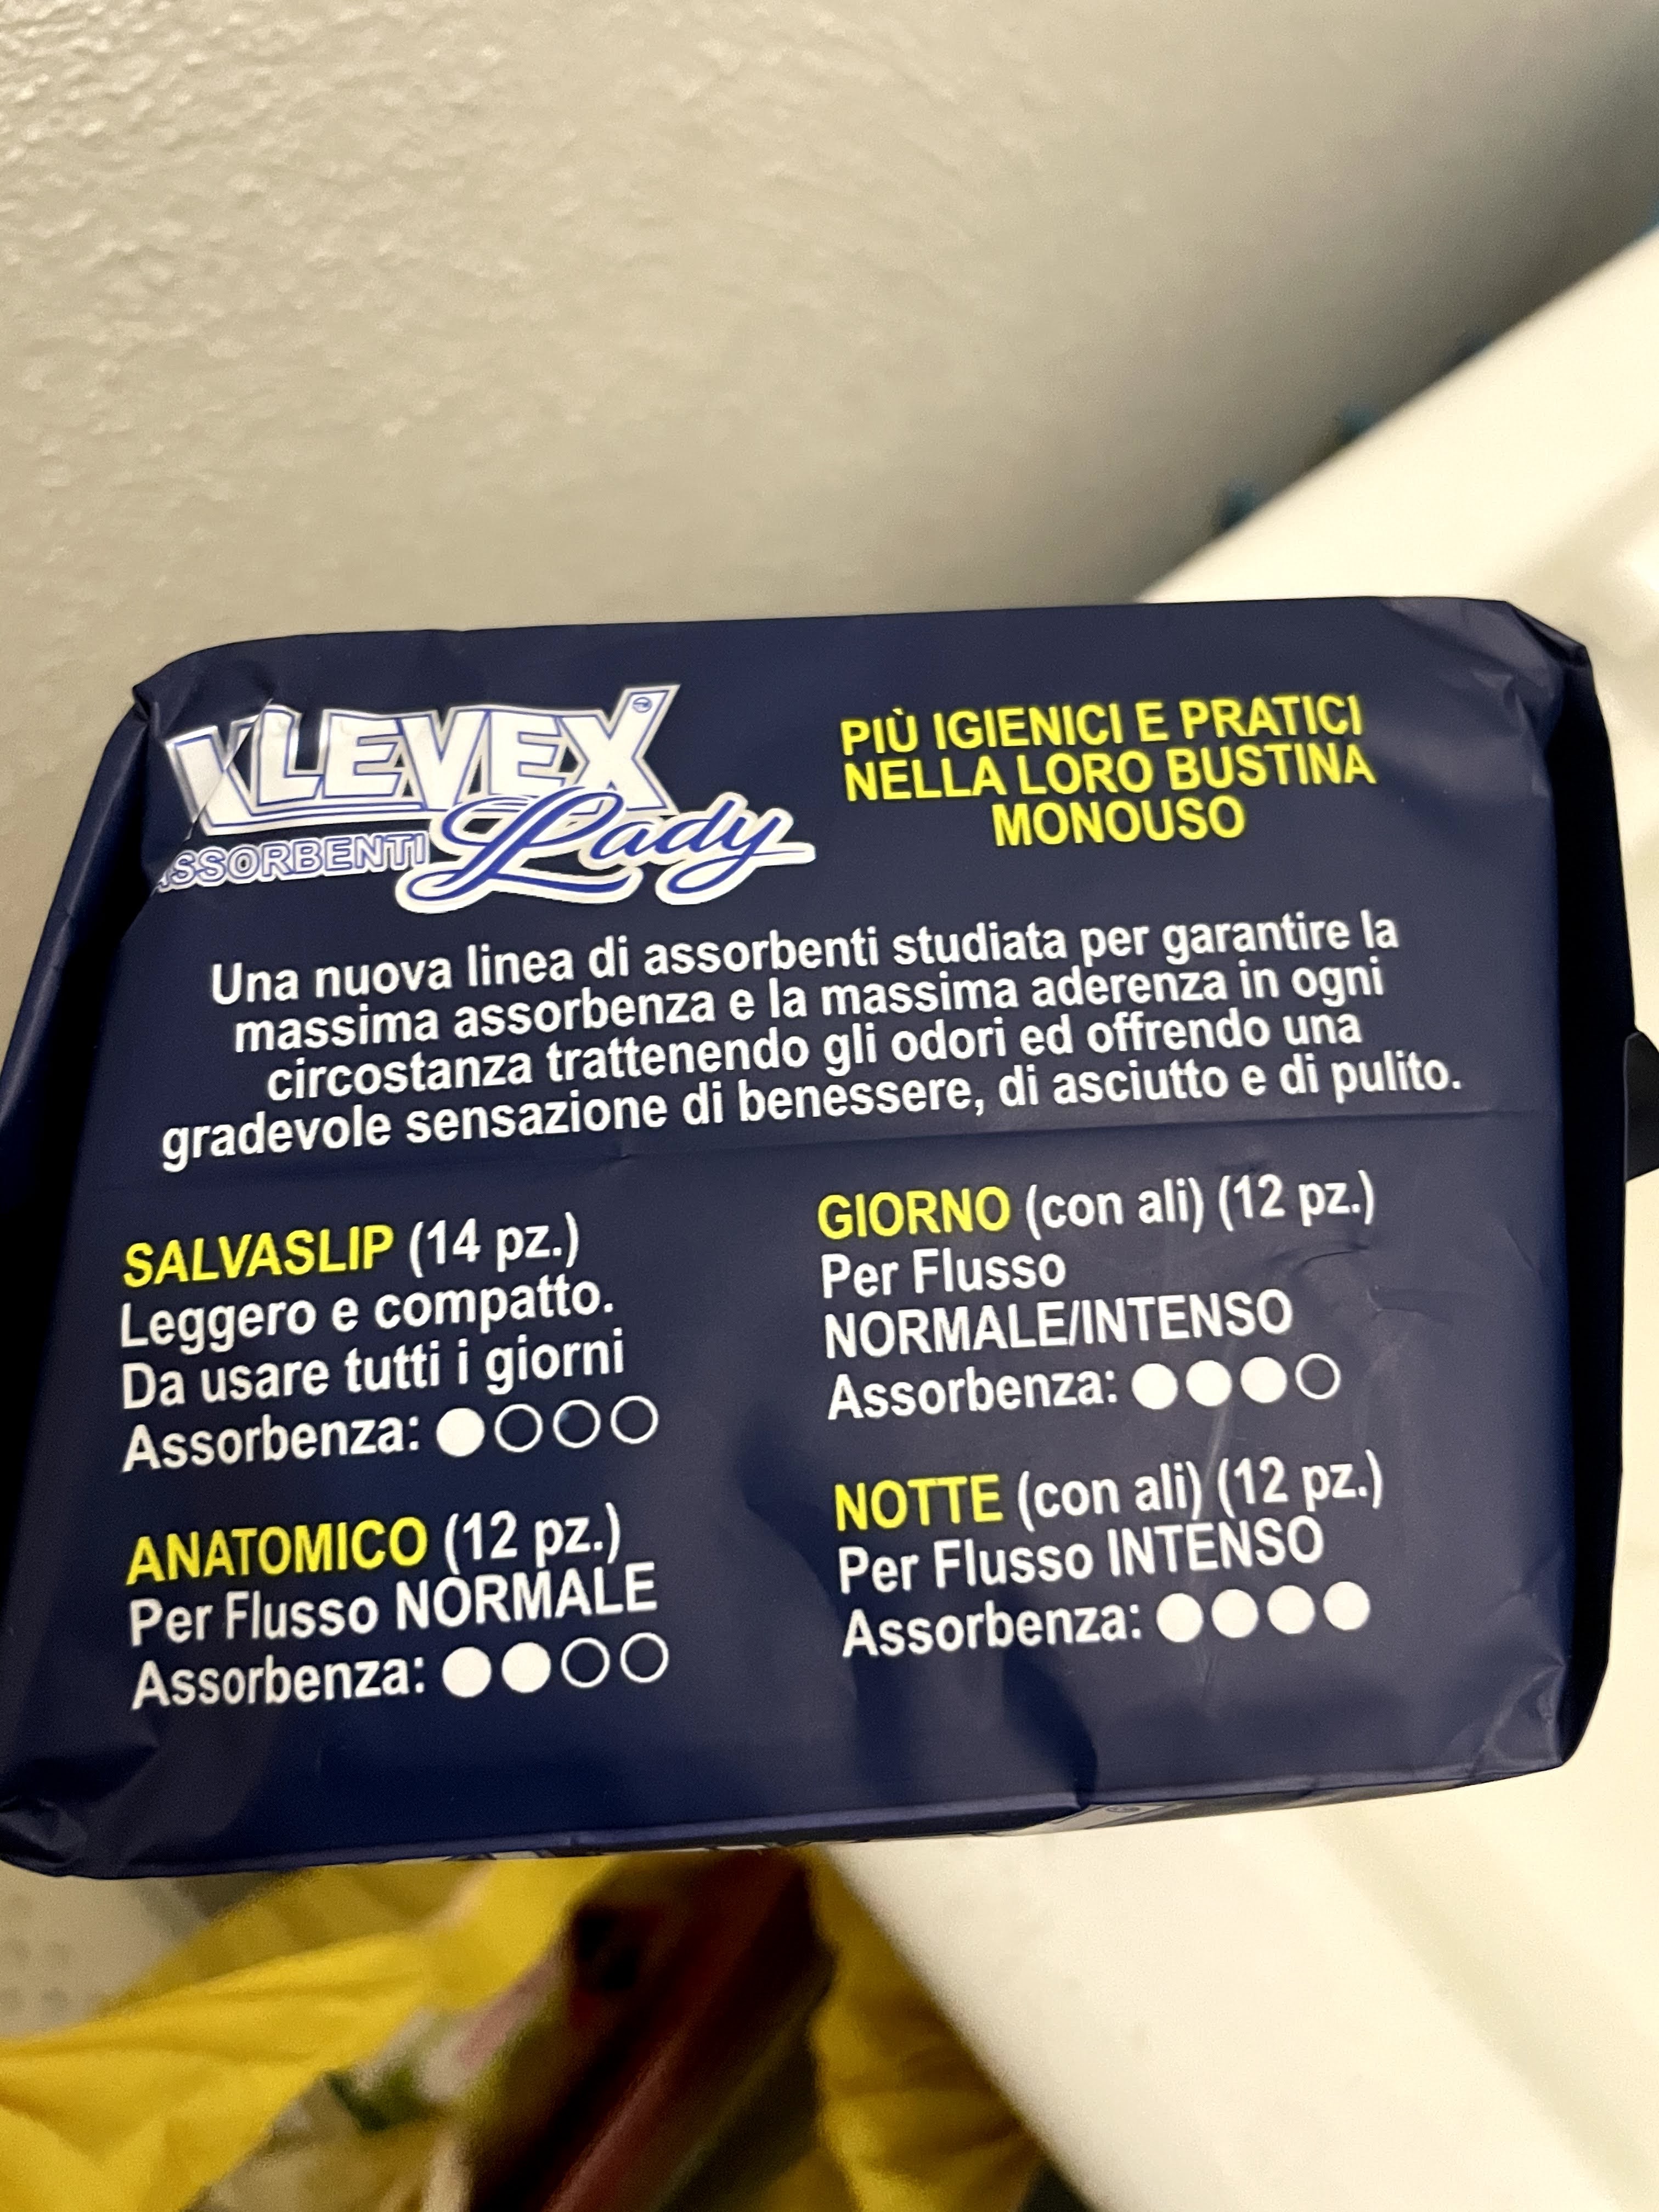 KLEVEX
ASSORBENTI Lady
PIÙ IGIENICI E PRATICI
NELLA LORO BUSTINA
MONOUSO
Una nuova linea di assorbenti studiata per garantire la
massima assorbenza e la massima aderenza in ogni
circostanza trattenendo gli odori ed offrendo una
gradevole sensazione di benessere, di asciutto e di pulito.
SALVASLIP (14 pz.)
Leggero e compatto.
Da usare tutti i giorni
Assorbenza: ●○○○
ANATOMICO (12 pz.)
Per Flusso NORMALE
Assorbenza: ●●○○
GIORNO (con ali) (12 pz.)
Per Flusso
NORMALE/INTENSO
Assorbenza: ●●●○
NOTTE (con ali) (12 pz.)
Per Flusso INTENSO
Assorbenza: ●●●●